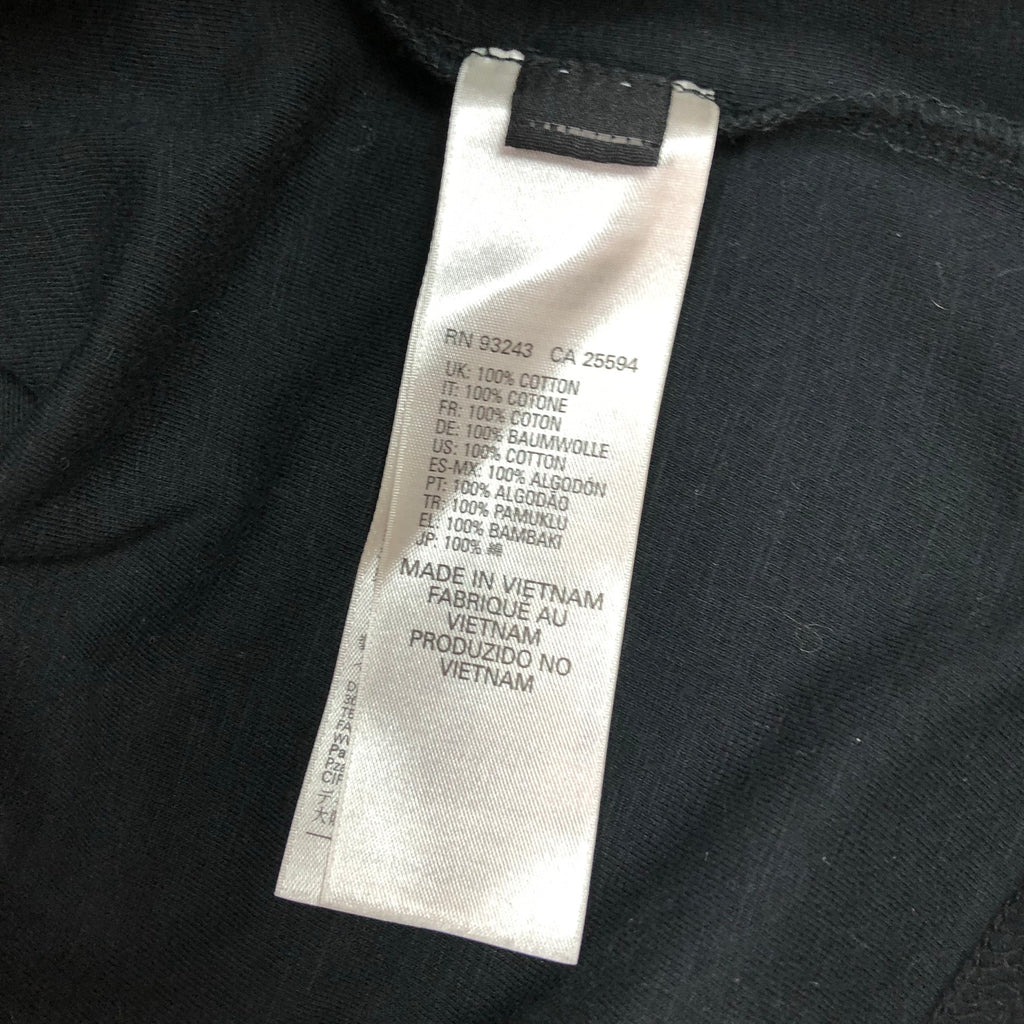 RN 93243 CA 25594
UK: 100% COTTON
IT: 100% COTONE
FR: 100% COTON
DE: 100% BAUMWOLLE
US: 100% COTTON
ES-MX: 100% ALGODÓN
PT: 100% ALGODÃO
TR: 100% PAMUKLU
EL: 100% BAMBAKI
JP: 100% 綿
MADE IN VIETNAM
FABRIQUÉ AU
VIETNAM
PRODUZIDO NO
VIETNAM